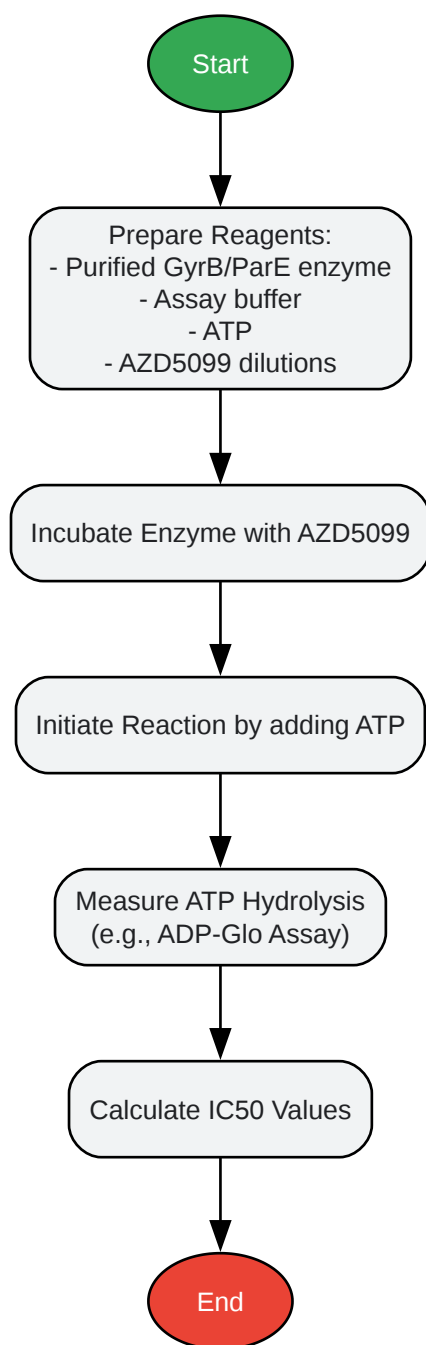 Start
Prepare Reagents:
- Purified GyrB/ParE enzyme
- Assay buffer
- ATP
- AZD5099 dilutions
Incubate Enzyme with AZD5099
Initiate Reaction by adding ATP
Measure ATP Hydrolysis
(e.g., ADP-Glo Assay)
Calculate IC50 Values
End